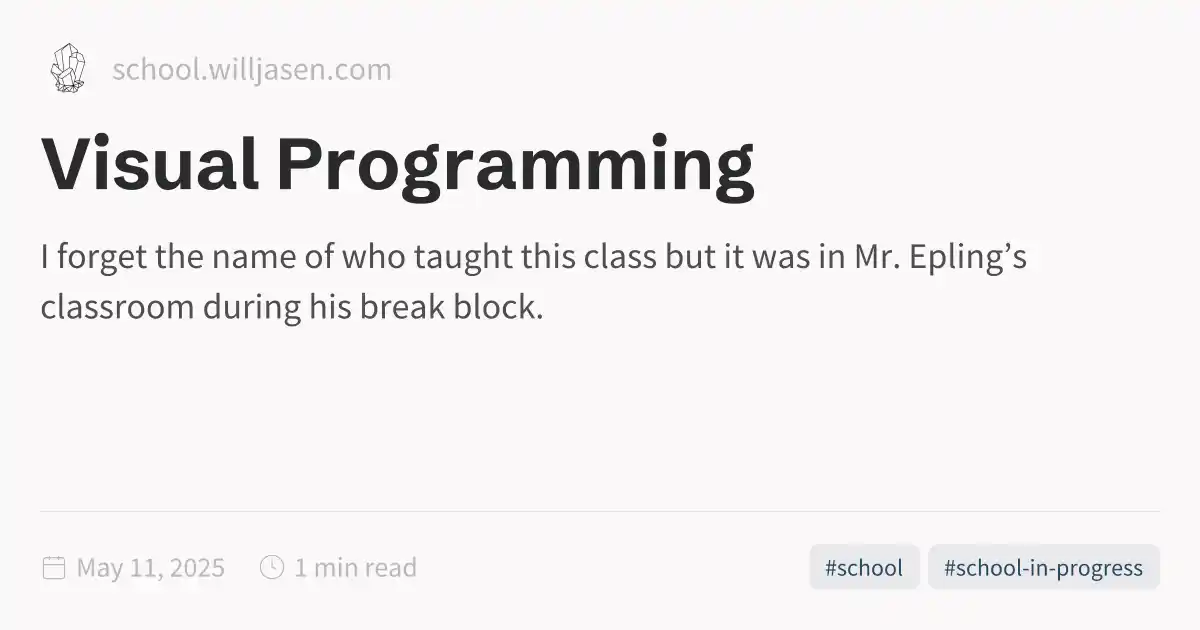 school.willjasen.com
Visual Programming
I forget the name of who taught this class but it was in Mr. Epling’s
classroom during his break block.
May 11, 2025 1 min read #school #school-in-progress